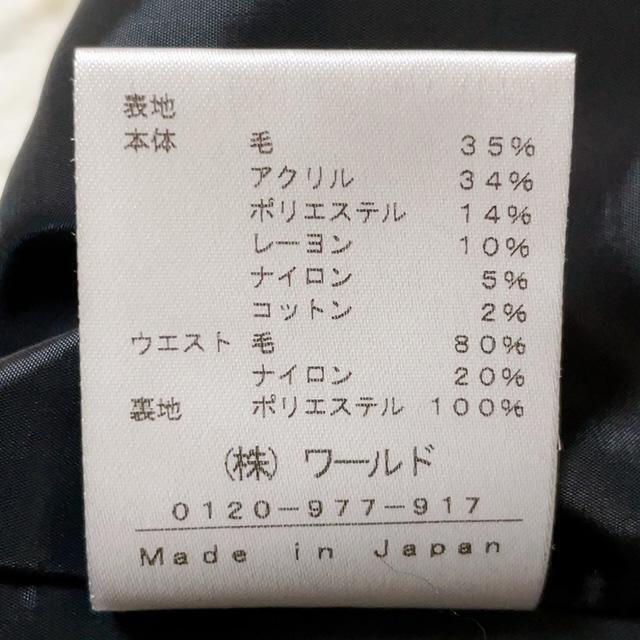 表地
本体 毛 35%
アクリル 34%
ポリエステル 14%
レーヨン 10%
ナイロン 5%
コットン 2%
ウエスト 毛 80%
ナイロン 20%
裏地 ポリエステル 100%
(株)ワールド
0120-977-917
Made in Japan